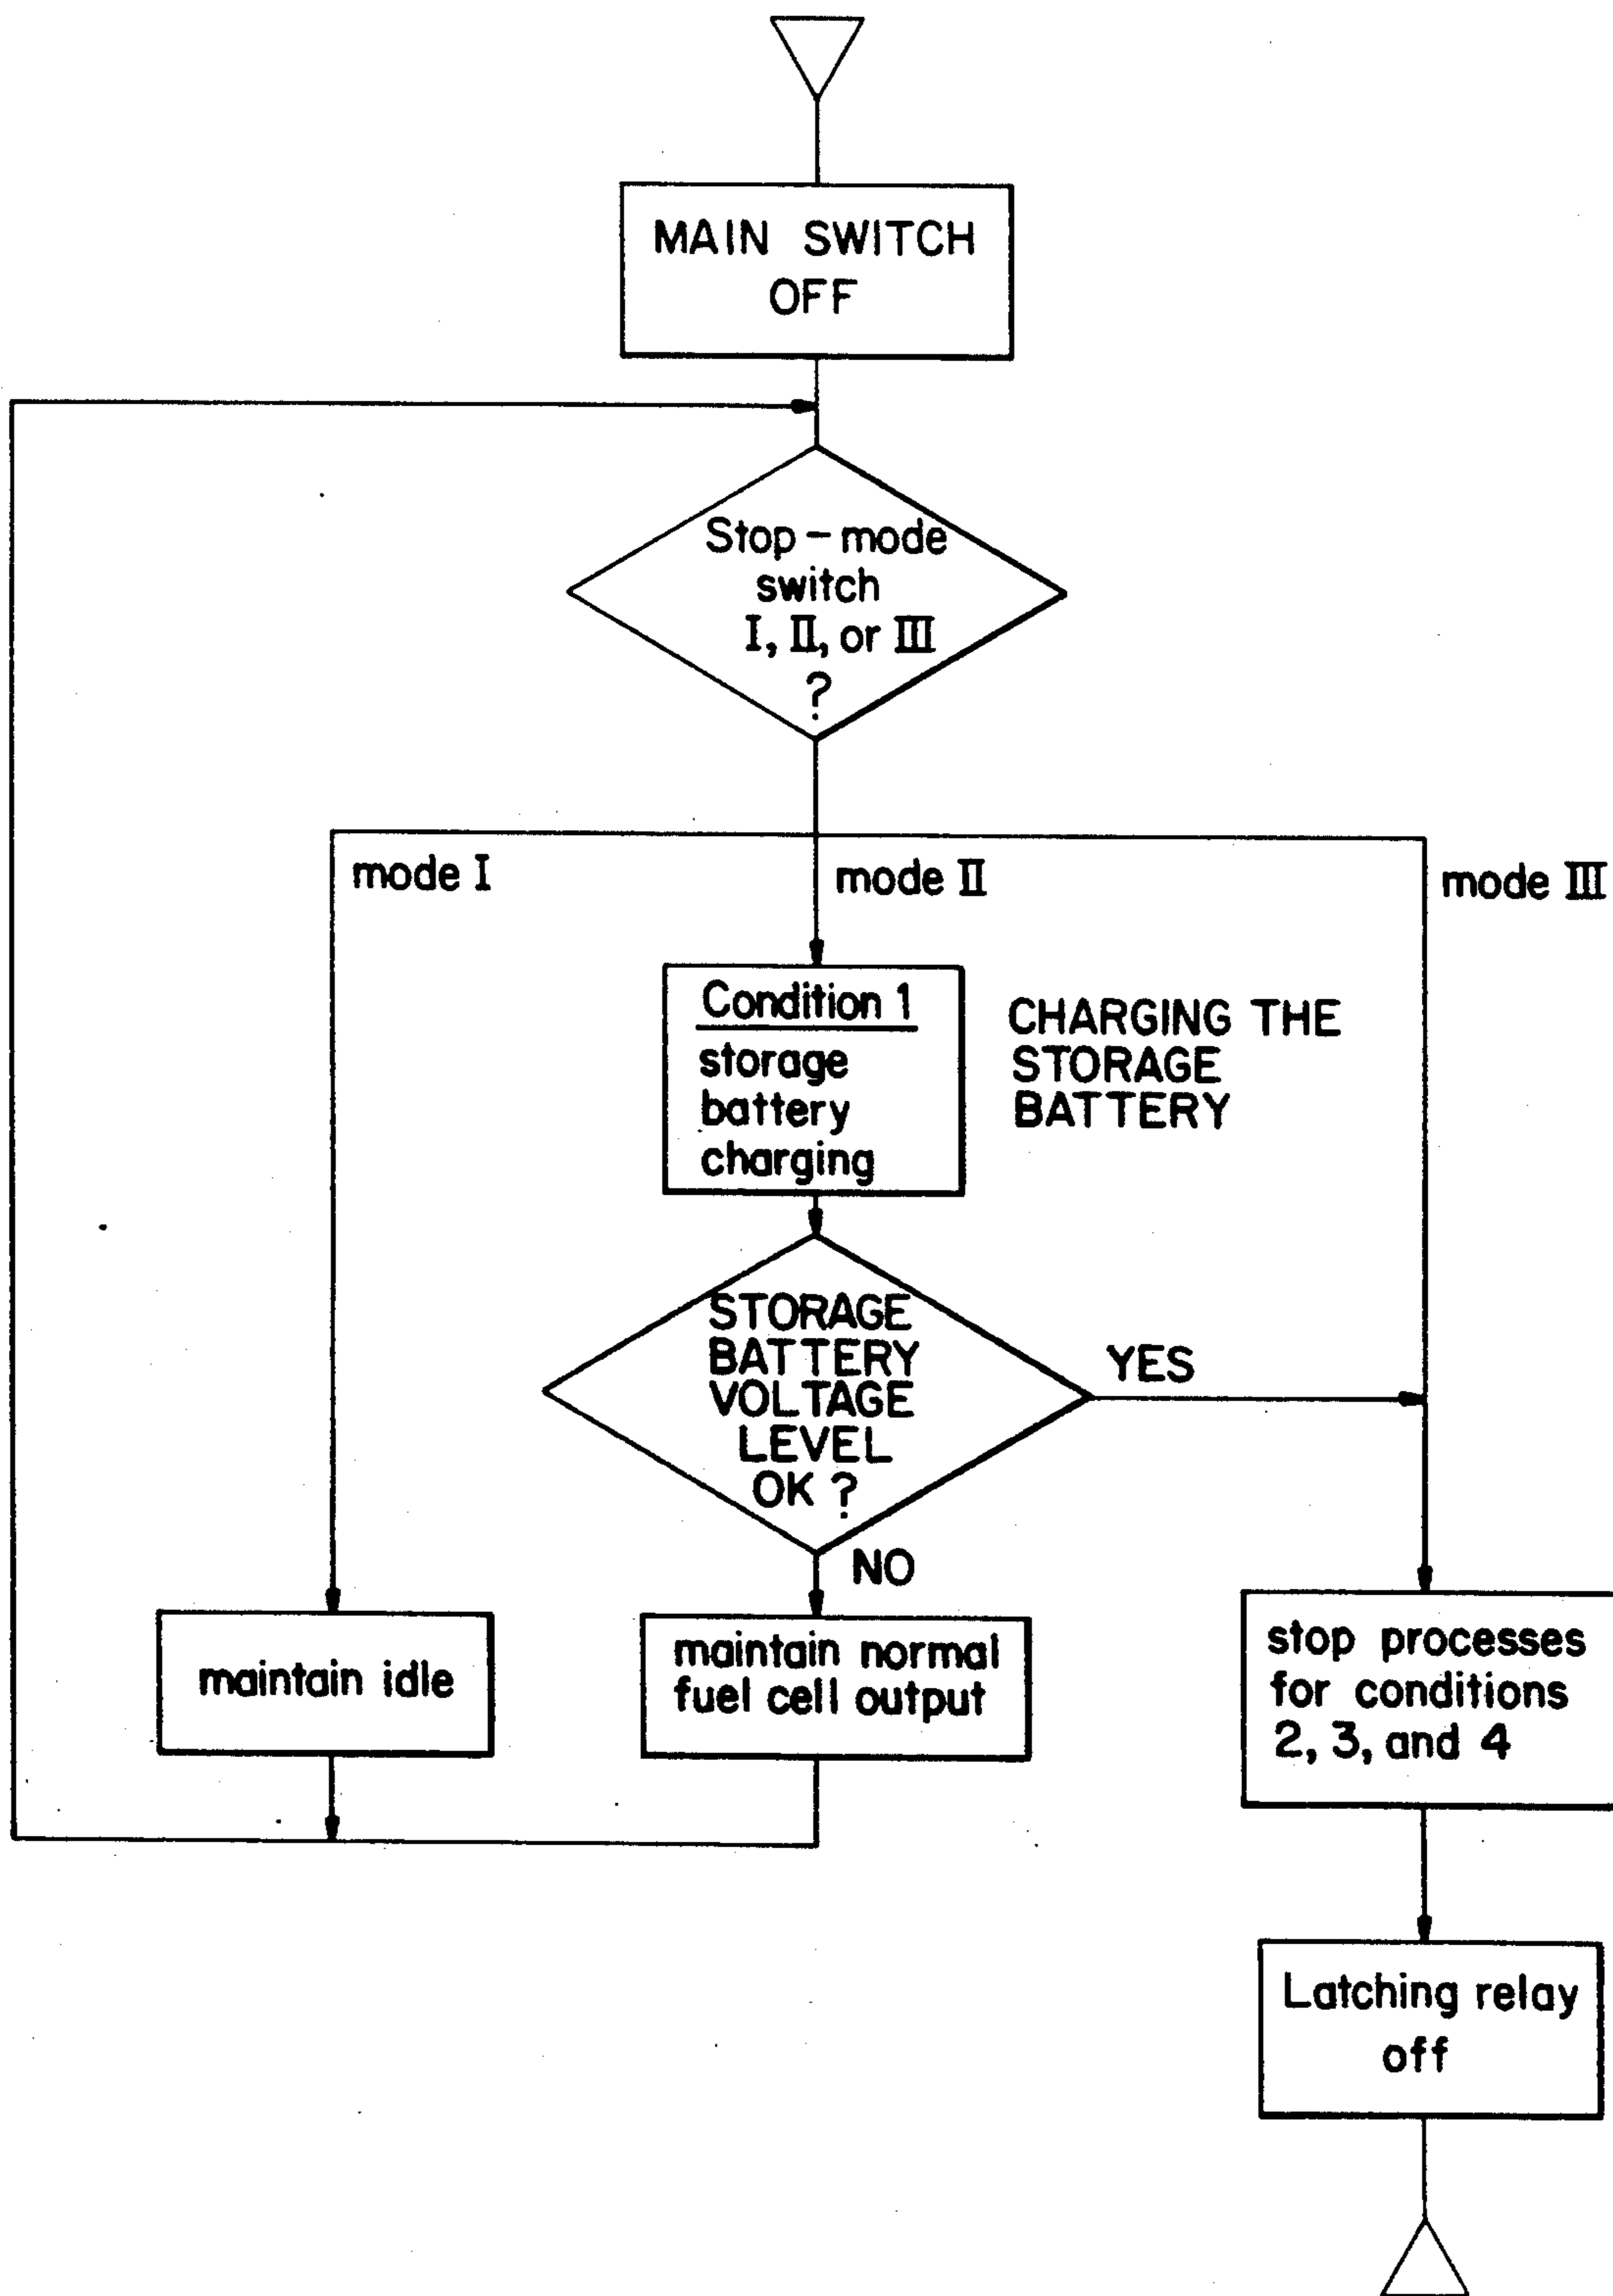 MAIN SWITCH
OFF
Stop-mode
switch
I, II, or III
?
mode I
mode II
mode III
Condition 1
storage
battery
charging
CHARGING THE
STORAGE
BATTERY
STORAGE
BATTERY
VOLTAGE
LEVEL
OK ?
YES
NO
maintain idle
maintain normal
fuel cell output
stop processes
for conditions
2, 3, and 4
Latching relay
off